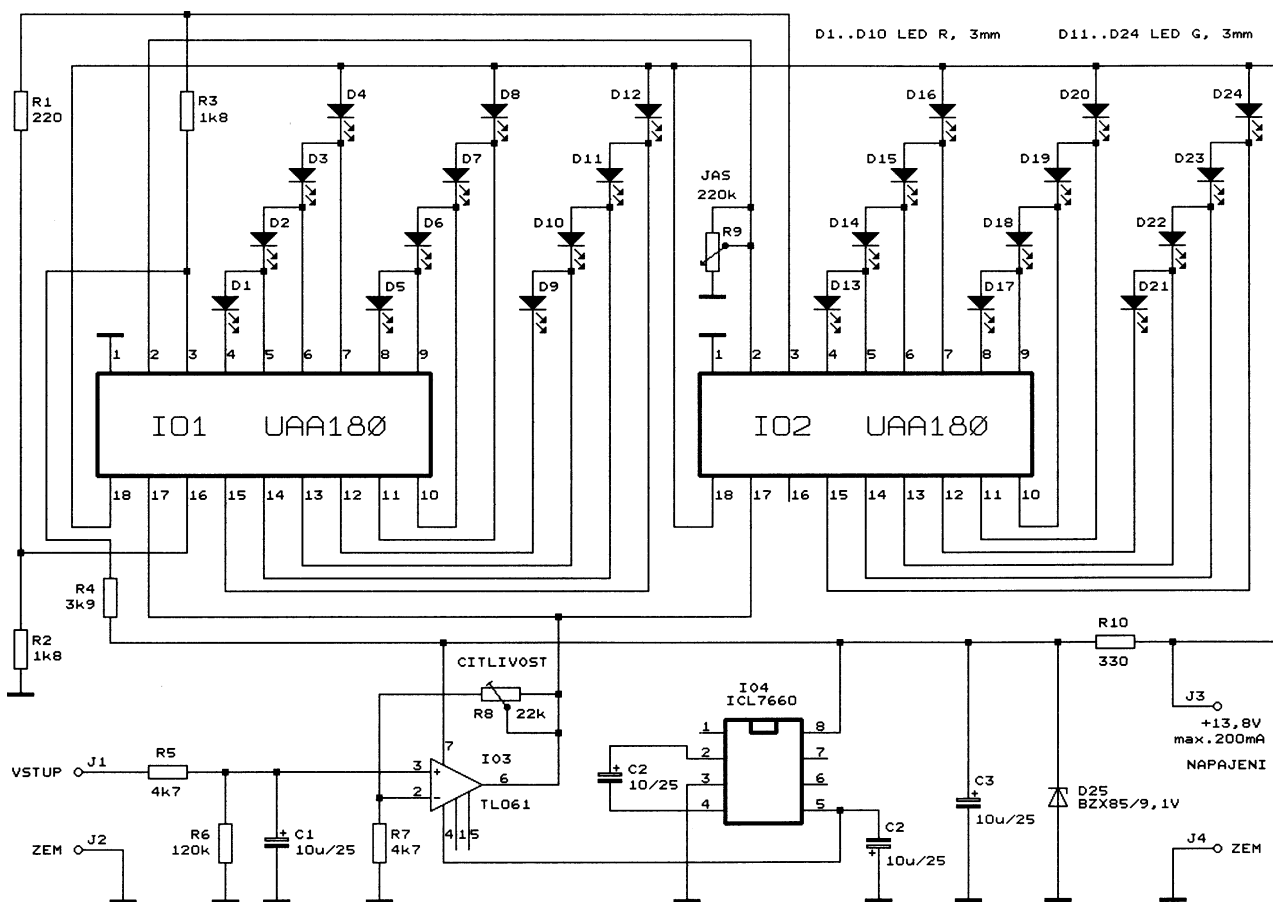 D1..D10 LED R, 3mm
D11..D24 LED G, 3mm
R1
220
R3
1k8
D4
D8
D12
D16
D20
D24
D3
D7
D11
D15
D19
D23
JAS
220k
R9
D2
D6
D10
D14
D18
D22
D1
D5
D9
D13
D17
D21
1 2 3 4 5 6 7 8 9
1 2 3 4 5 6 7 8 9
IO1 UAA180
IO2 UAA180
18 17 16 15 14 13 12 11 10
18 17 16 15 14 13 12 11 10
R4
3k9
R2
1k8
CITLIVOST
R8 22k
R10
330
IO4
ICL7660
1 8
2 7
3 6
4 5
J3
+13,8V
max.200mA
NAPAJENI
VSTUP J1
R5
4k7
7
IO3
3 +
2 -
6
TL061
4 1 5
C2
10/25
C3
10u/25
D25
BZX85/9,1V
ZEM J2
R6
120k
+
C1
10u/25
R7
4k7
C2
10u/25
J4 ZEM